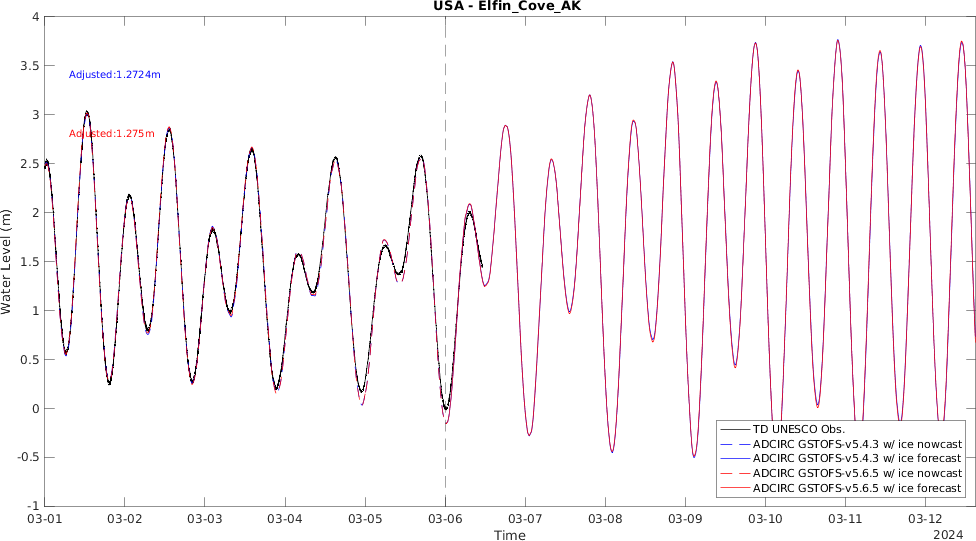 USA - Elfin_Cove_AK
4
3.5
3
2.5
2
1.5
1
0.5
0
-0.5
-1
Water Level (m)
Adjusted:1.2724m
Adjusted:1.275m
TD UNESCO Obs.
ADCIRC GSTOFS-v5.4.3 w/ ice nowcast
ADCIRC GSTOFS-v5.4.3 w/ ice forecast
ADCIRC GSTOFS-v5.6.5 w/ ice nowcast
ADCIRC GSTOFS-v5.6.5 w/ ice forecast
03-01 03-02 03-03 03-04 03-05 03-06 03-07 03-08 03-09 03-10 03-11 03-12
Time
2024